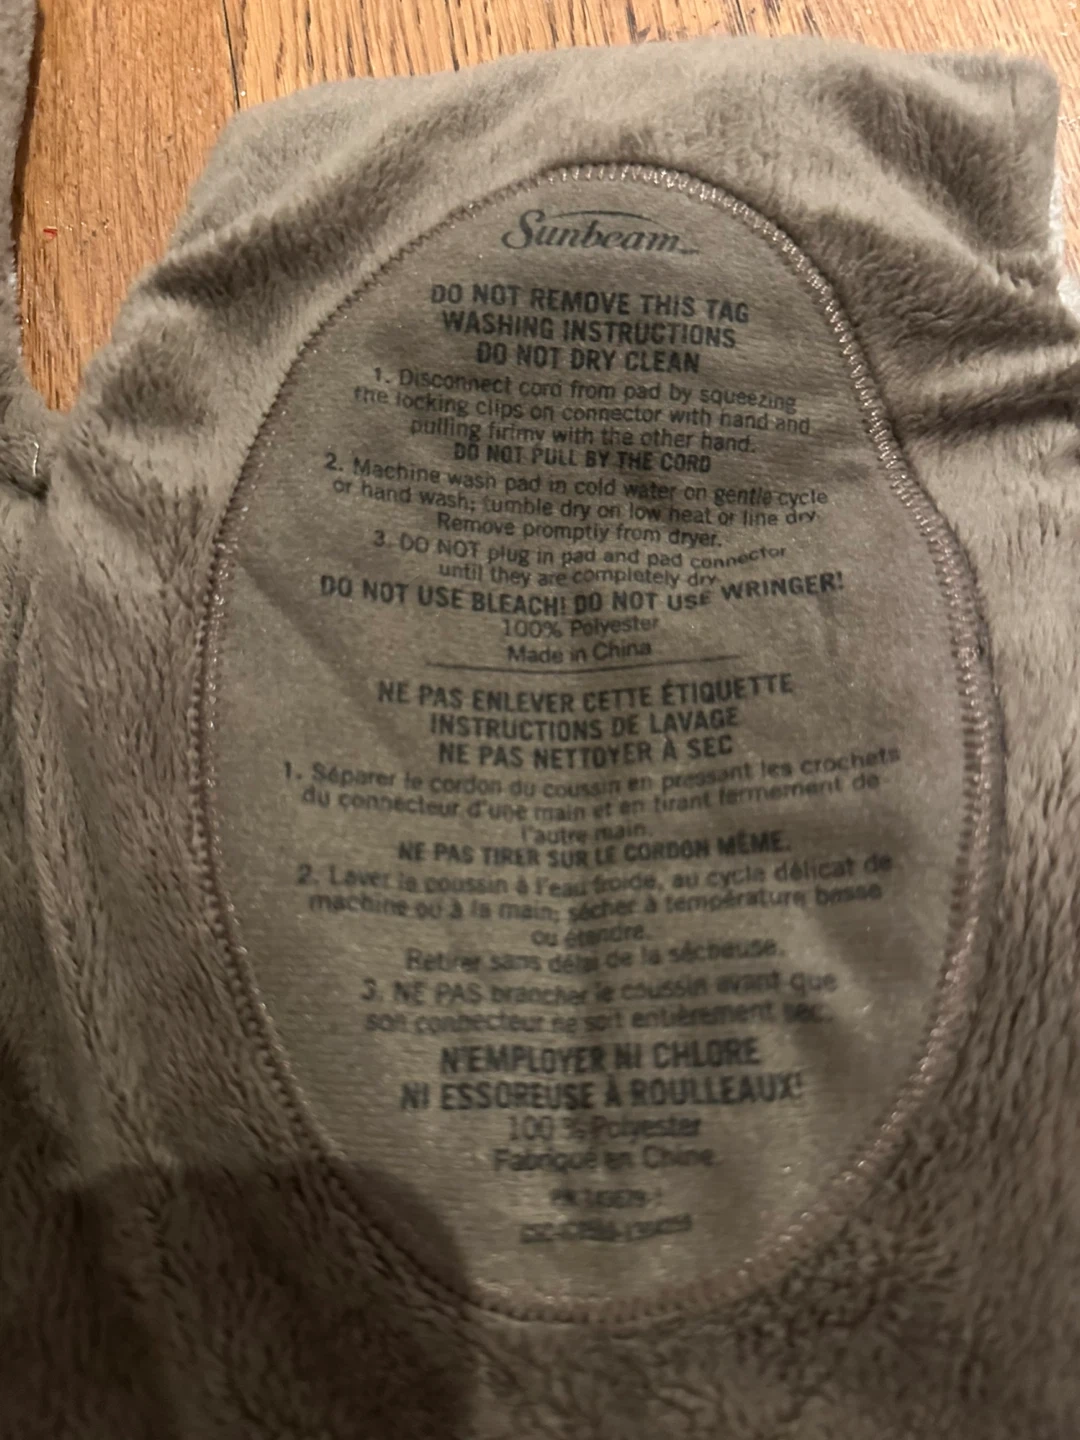 Sunbeam
DO NOT REMOVE THIS TAG
WASHING INSTRUCTIONS
DO NOT DRY CLEAN
1. Disconnect cord from pad by squeezing
the locking clips on connector with hand and
pulling firmly with the other hand.
DO NOT PULL BY THE CORD
2. Machine wash pad in cold water on gentle cycle
or hand wash; tumble dry on low heat or line dry.
Remove promptly from dryer.
3. DO NOT plug in pad and pad connector
until they are completely dry.
DO NOT USE BLEACH! DO NOT USE WRINGER!
100% Polyester
Made in China
NE PAS ENLEVER CETTE ÉTIQUETTE
INSTRUCTIONS DE LAVAGE
NE PAS NETTOYER À SEC
1. Séparer le cordon du coussin en pressant les crochets
du connecteur d'une main et en tirant fermement de
l'autre main.
NE PAS TIRER SUR LE CORDON MÊME.
2. Laver le coussin à l'eau froide, au cycle délicat de
machine ou à la main; sécher à température basse
ou étendre.
Retirer sans délai de la sécheuse.
3. NE PAS brancher le coussin avant que
son connecteur ne soit entièrement sec.
N'EMPLOYER NI CHLORE
NI ESSOREUSE À ROULLEAUX!
100 % Polyester
Fabriqué en Chine